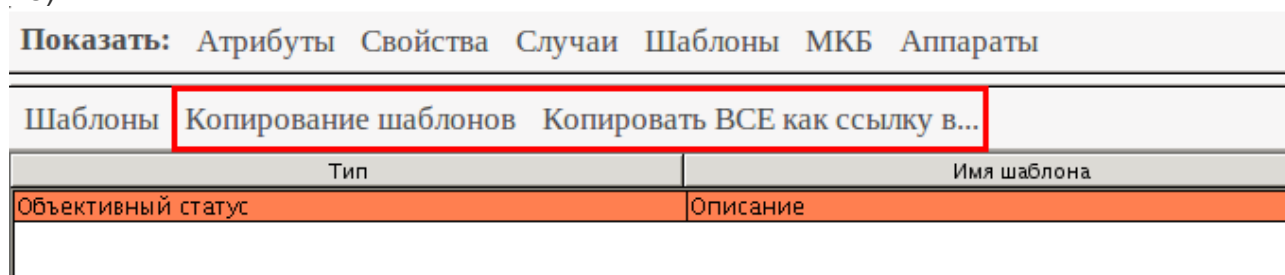 Показать: Атрибуты Свойства Случаи Шаблоны МКБ Аппараты
Шаблоны Копирование шаблонов Копировать ВСЕ как ссылку в...
Тип Имя шаблона
Объективный статус Описание